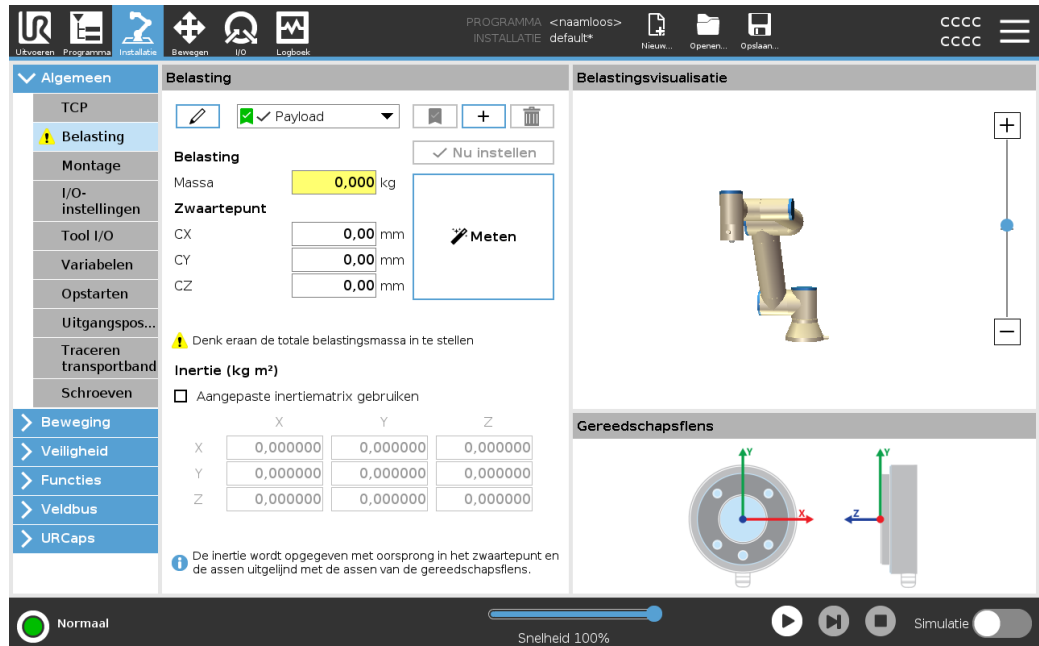 UR
Uitvoeren Programma Installatie Bewegen I/O Logboek
PROGRAMMA <naamloos>
INSTALLATIE default*
Nieuw... Openen... Opslaan...
CCCC
CCCC
Algemeen
TCP
Belasting
Montage
I/O-
instellingen
Tool I/O
Variabelen
Opstarten
Uitgangspos...
Traceren
transportband
Schroeven
Beweging
Veiligheid
Functies
Veldbus
URCaps
Belasting
Payload
+
Nu instellen
Belasting
Massa 0,000 kg
Zwaartepunt
CX 0,00 mm
CY 0,00 mm
CZ 0,00 mm
Meten
Denk eraan de totale belastingsmassa in te stellen
Inertie (kg m²)
Aangepaste inertiematrix gebruiken
X Y Z
X 0,000000 0,000000 0,000000
Y 0,000000 0,000000 0,000000
Z 0,000000 0,000000 0,000000
De inertie wordt opgegeven met oorsprong in het zwaartepunt en
de assen uitgelijnd met de assen van de gereedschapsflens.
Belastingsvisualisatie
+
−
Gereedschapsflens
Y
X
Y
Z
Normaal
Snelheid 100%
Simulatie